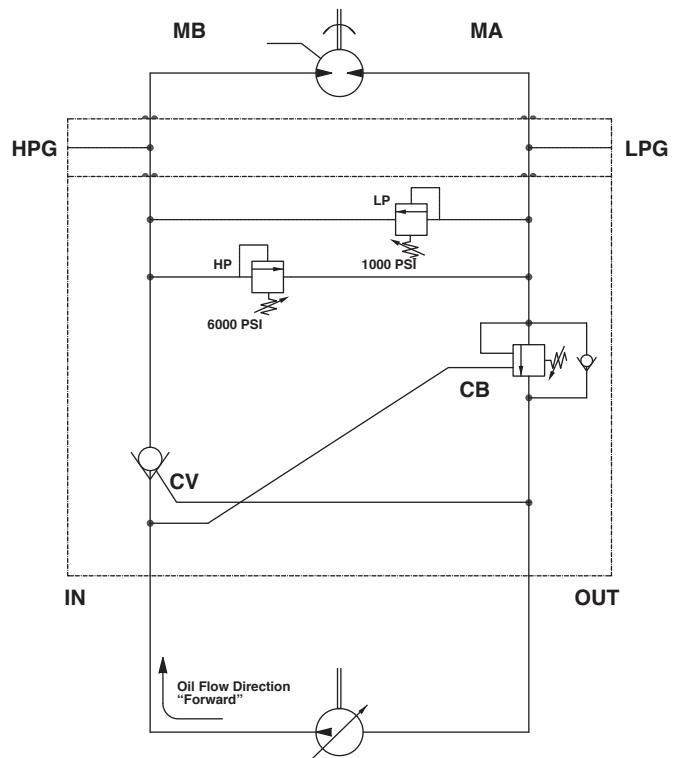 MB
MA
HPG
LPG
LP
1000 PSI
HP
6000 PSI
CB
CV
IN
OUT
Oil Flow Direction
“Forward”